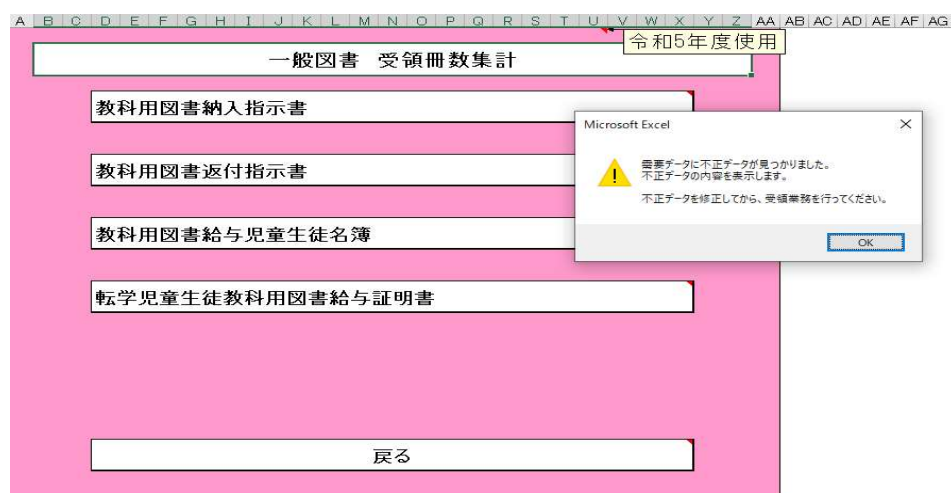 A B C D E F G H I J K L M N O P Q R S T U V W X Y Z AA AB AC AD AE AF AG
令和5年度使用
一般図書 受領冊数集計
教科用図書納入指示書
Microsoft Excel
需要データに不正データが見つかりました。
不正データの内容を表示します。
不正データを修正してから、受領業務を行ってください。
OK
教科用図書返付指示書
教科用図書給与児童生徒名簿
転学児童生徒教科用図書給与証明書
戻る